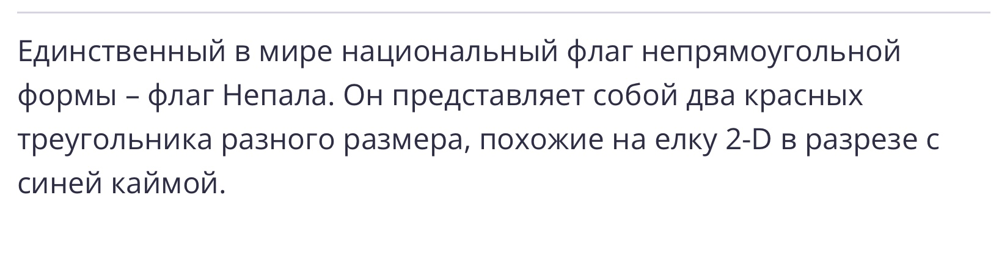 Единственный в мире национальный флаг непрямоугольной
формы – флаг Непала. Он представляет собой два красных
треугольника разного размера, похожие на елку 2-D в разрезе с
синей каймой.